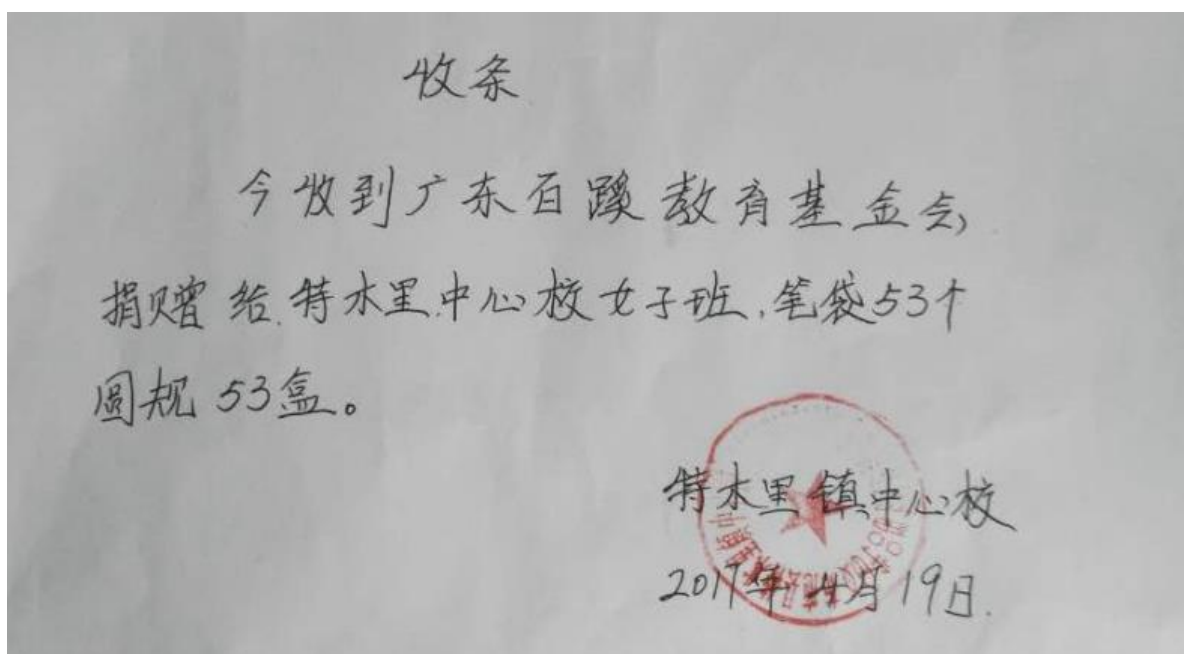 收条
今收到广东百蹊教育基金会,
捐赠给.特木里.中心校女子班.笔袋53个
圆规53盒。
特木里镇中心校
2017年4月19日.